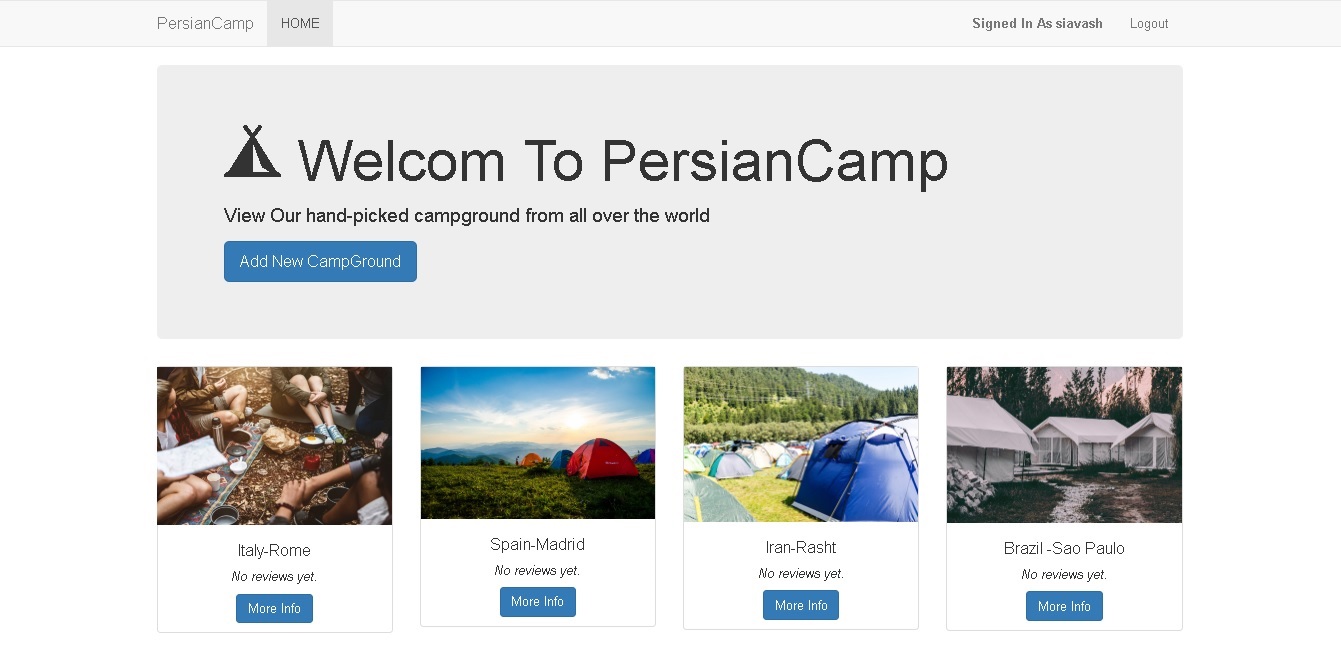 PersianCamp HOME Signed In As siavash Logout
Welcom To PersianCamp
View Our hand-picked campground from all over the world
Add New CampGround
Italy-Rome
No reviews yet.
More Info
Spain-Madrid
No reviews yet.
More Info
Iran-Rasht
No reviews yet.
More Info
Brazil -Sao Paulo
No reviews yet.
More Info